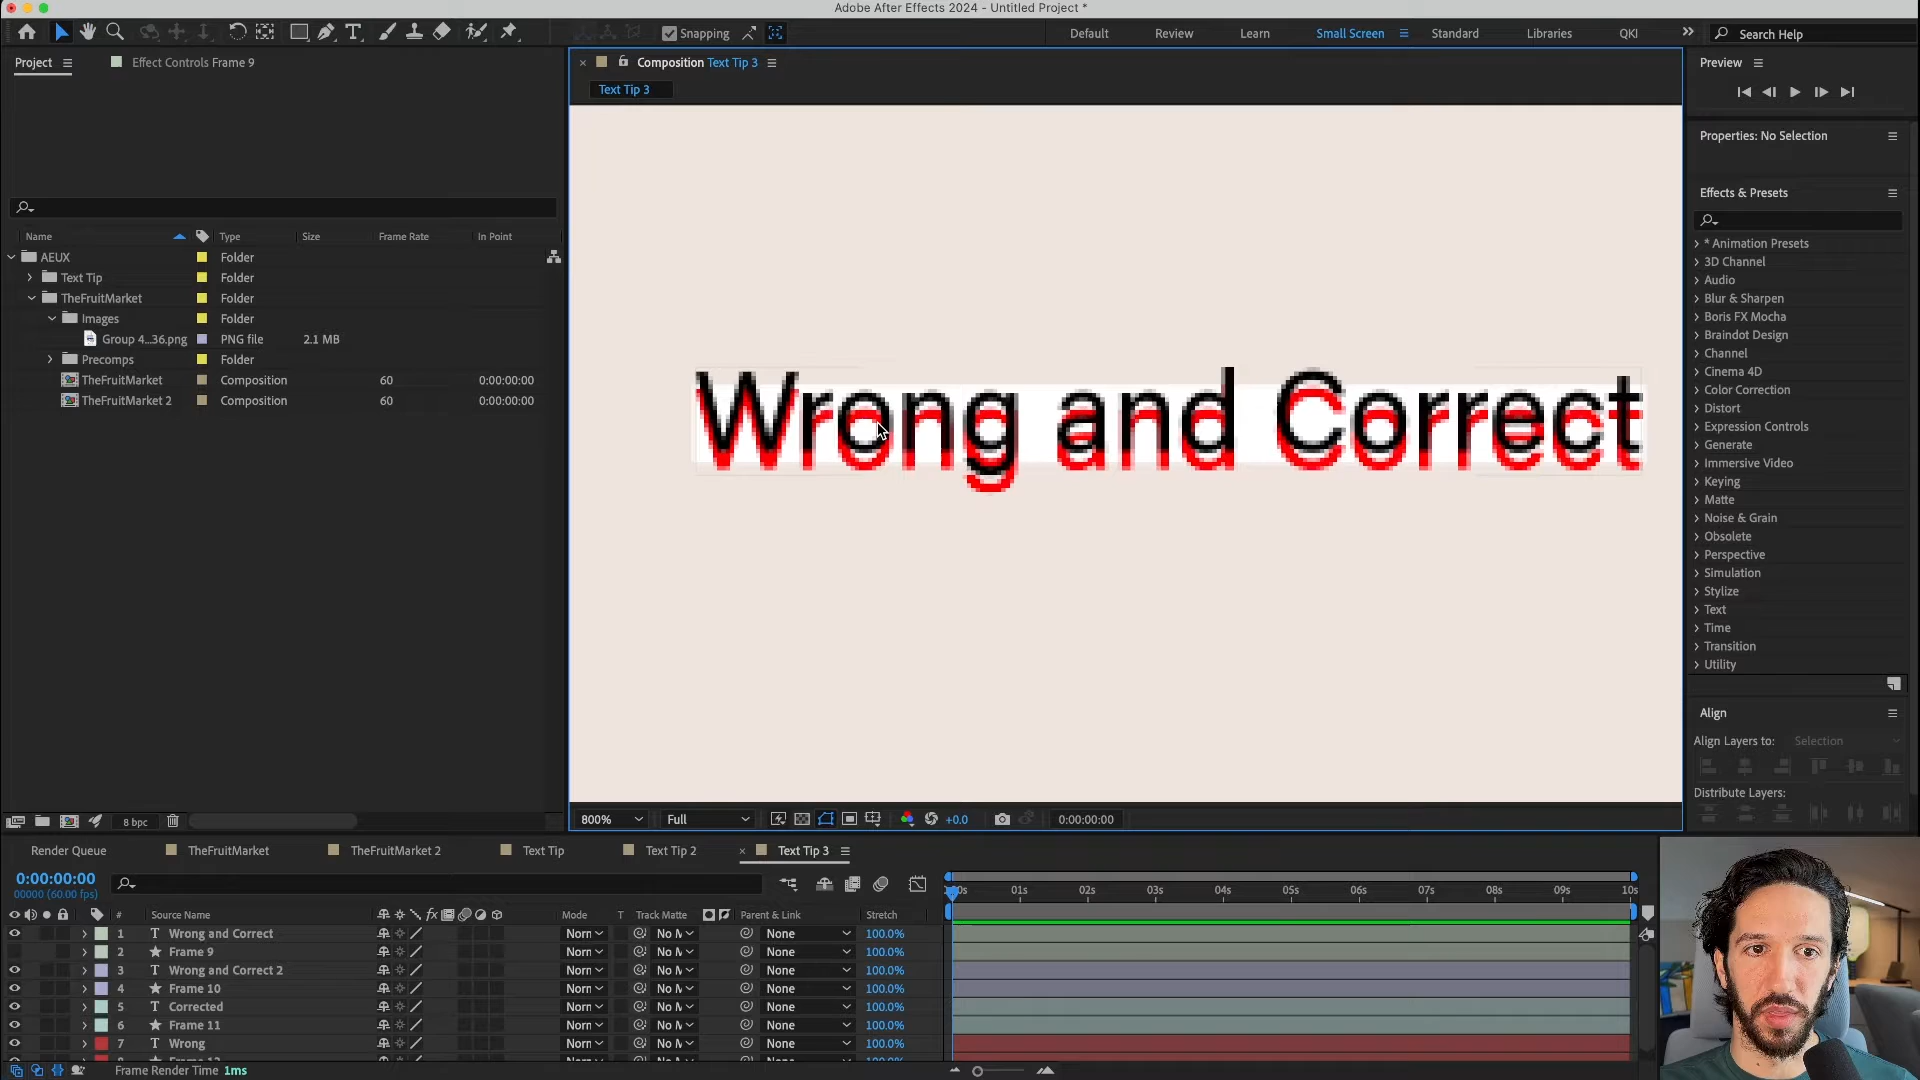 Adobe After Effects 2024 - Untitled Project *
Snapping
Default
Review
Learn
Small Screen
Standard
Libraries
QKI
Search Help
Project
Effect Controls Frame 9
Name
Type
Size
Frame Rate
In Point
AEUX
Folder
Text Tip
Folder
TheFruitMarket
Folder
Images
Folder
Group 4...36.png
PNG file
2.1 MB
Precomps
Folder
TheFruitMarket
Composition
60
0:00:00:00
TheFruitMarket 2
Composition
60
0:00:00:00
8 bpc
Composition Text Tip 3
Text Tip 3
Wrong and Correct
800%
Full
+0.0
0:00:00:00
Preview
Properties: No Selection
Effects & Presets
* Animation Presets
3D Channel
Audio
Blur & Sharpen
Boris FX Mocha
Braindot Design
Channel
Cinema 4D
Color Correction
Distort
Expression Controls
Generate
Immersive Video
Keying
Matte
Noise & Grain
Obsolete
Perspective
Simulation
Stylize
Text
Time
Transition
Utility
Align
Align Layers to:
Selection
Distribute Layers:
Render Queue
TheFruitMarket
TheFruitMarket 2
Text Tip
Text Tip 2
Text Tip 3
0:00:00:00
00000 (60.00 fps)
01s
02s
03s
04s
05s
06s
07s
08s
09s
10s
#
Source Name
fx
Mode
T
Track Matte
Parent & Link
Stretch
1 T Wrong and Correct Norm No M None 100.0%
2 Frame 9 Norm No M None 100.0%
3 T Wrong and Correct 2 Norm No M None 100.0%
4 Frame 10 Norm No M None 100.0%
5 T Corrected Norm No M None 100.0%
6 Frame 11 Norm No M None 100.0%
7 T Wrong Norm No M None 100.0%
Frame Render Time 1ms